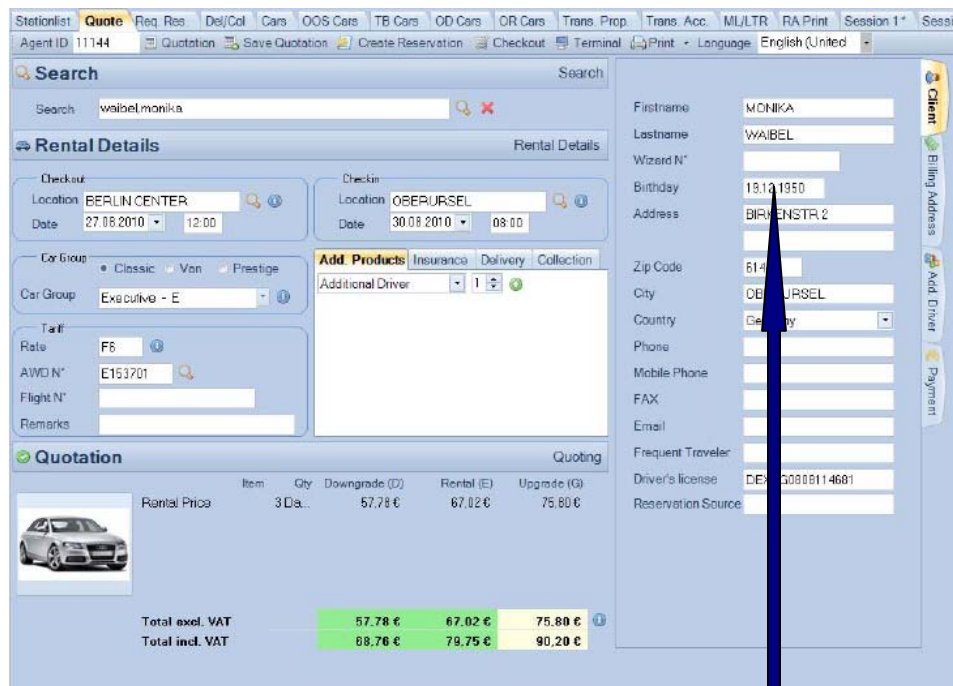 Stationlist Quote Req. Res. Del/Col Cars OOS Cars TB Cars OD Cars OR Cars Trans. Prop. Trans. Acc. ML/LTR RA Print Session 1* Sessi
Agent ID 11144 Quotation Save Quotation Create Reservation Checkout Terminal Print Language English (United
Search Search
Search waibel,monika
Rental Details Rental Details
Checkout
Location BERLIN CENTER
Date 27.08.2010 12:00
Checkin
Location OBERURSEL
Date 30.08.2010 08:00
Car Group
Classic Van Prestige
Car Group Executive - E
Tariff
Rate F6
AWD N°
E153701
Flight N°
Remarks
Add. Products Insurance Delivery Collection
Additional Driver 1
Quotation Quoting
Item Qty Downgrade (D) Rental (E) Upgrade (G)
Rental Price 3 Da... 57,78 € 67,02 € 75,80 €
Total excl. VAT 57,78 € 67,02 € 75,80 €
Total incl. VAT 68,76 € 79,75 € 90,20 €
Firstname MONIKA
Lastname WAIBEL
Wizard N°
Birthday
Address
Zip Code
City
Country
Phone
Mobile Phone
FAX
Email
Frequent Traveler
Driver's license
Reservation Source
Client
Billing Address
Add. Driver
Payment